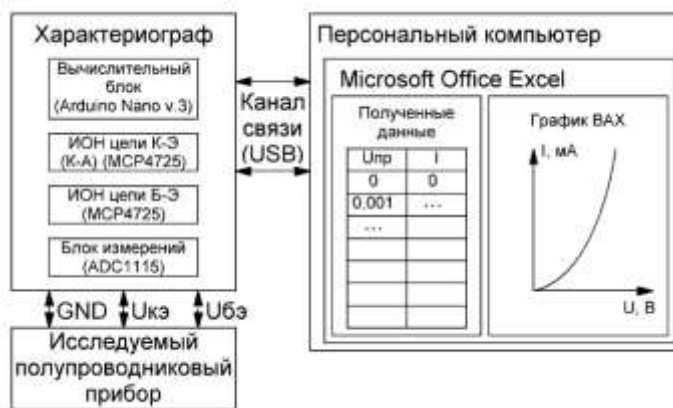 Характериограф
Вычислительный
блок
(Arduino Nano v.3)
ИОН цепи К-Э
(К-А) (MCP4725)
ИОН цепи Б-Э
(MCP4725)
Блок измерений
(ADC1115)
GND
Uкэ
Uбэ
Исследуемый
полупроводниковый
прибор
Канал
связи
(USB)
Персональный компьютер
Microsoft Office Excel
Полученные
данные
Uпр I
0 0
0,001 ...
...
График ВАХ
I, мА
U, В